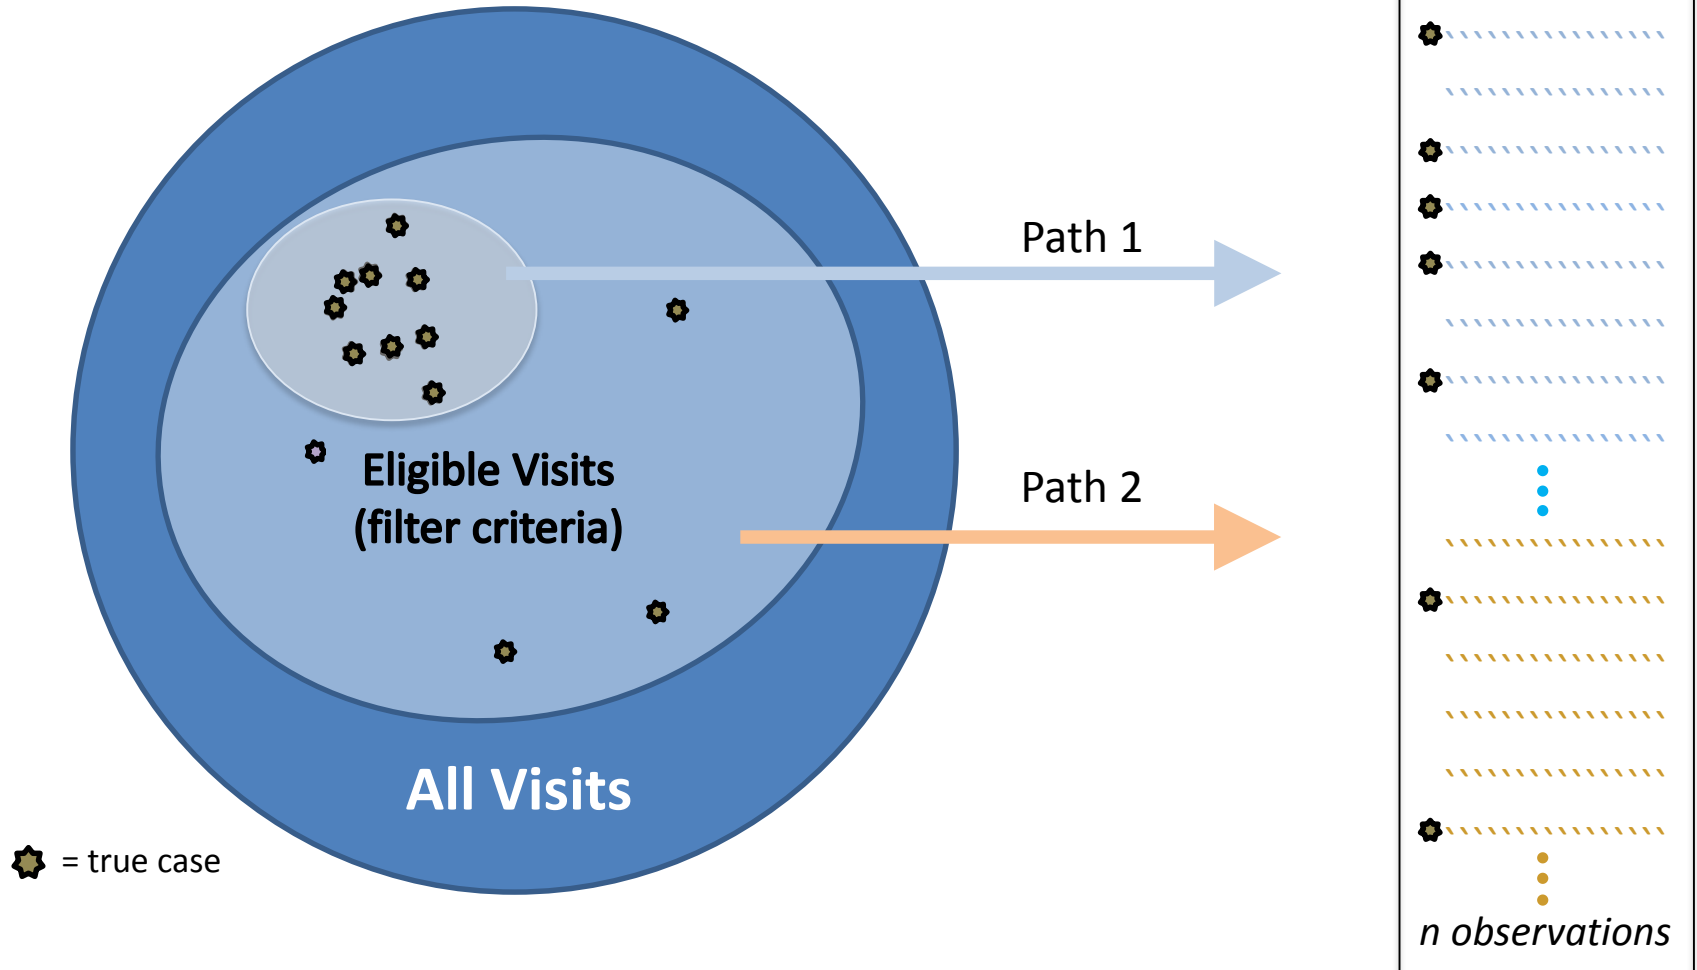 Path 1
Eligible Visits
(filter criteria)
Path 2
All Visits
= true case
n observations